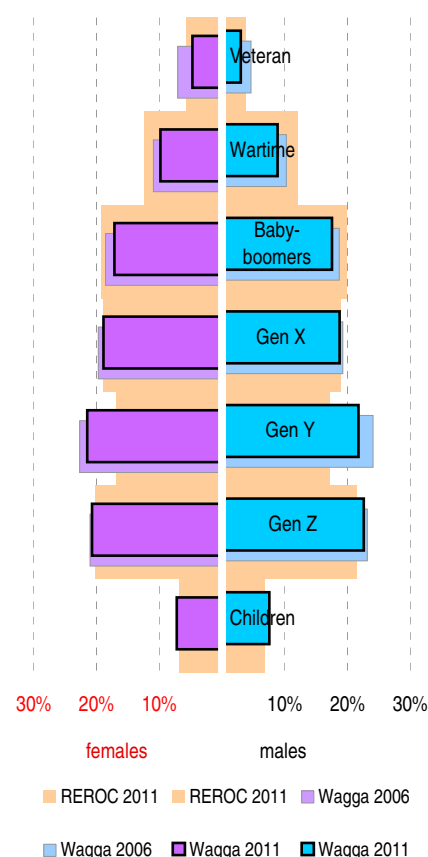 Veteran
Wartime
Baby-
boomers
Gen X
Gen Y
Gen Z
Children
30% 20% 10% 10% 20% 30%
females males
REROC 2011 REROC 2011 Wagga 2006
Wagga 2006 Wagga 2011 Wagga 2011